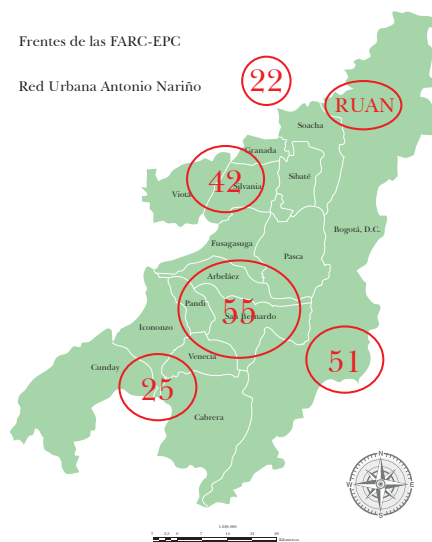 Frentes de las FARC-EPC
Red Urbana Antonio Nariño
22
RUAN
Soacha
Granada
42
Silvania
Sibaté
Viotá
Bogotá, D.C.
Fusagasuga
Pasca
Arbeláez
Pandi
55
San Bernardo
Icononzo
Venecia
51
Cunday
25
Cabrera
N
W
E
S
Kilometers